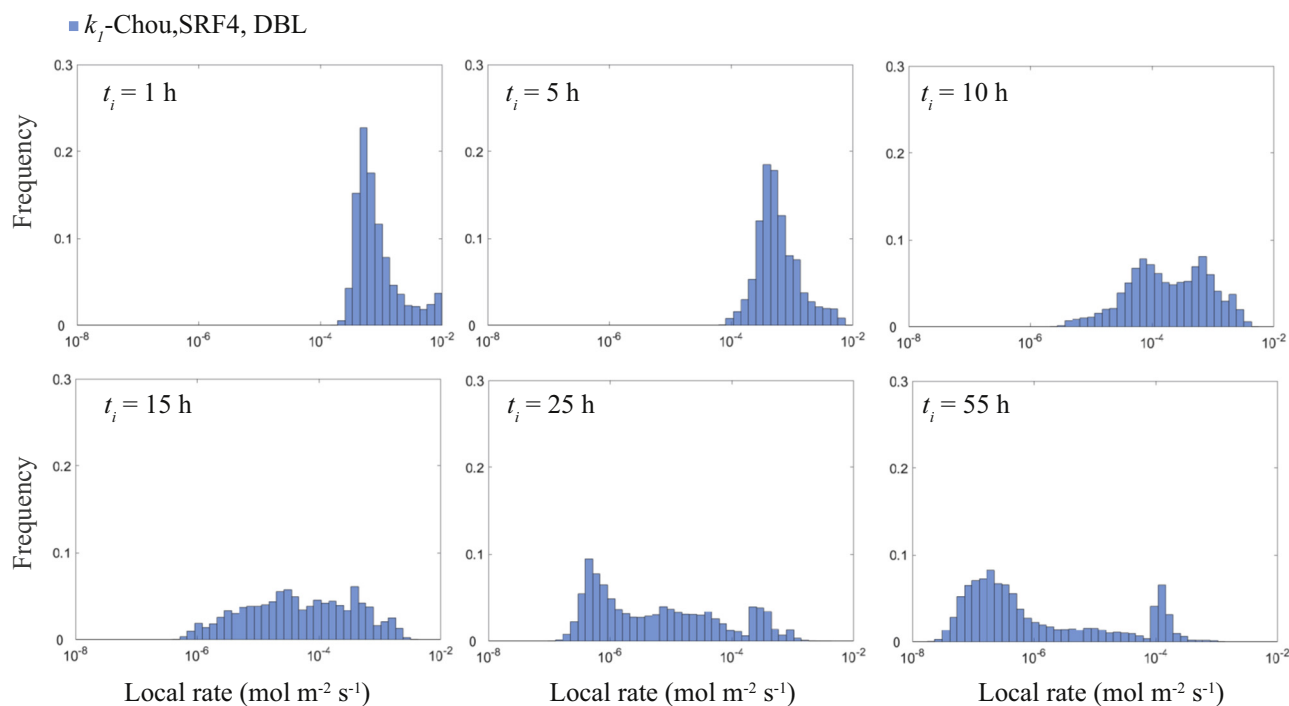 k₁-Chou,SRF4, DBL
tᵢ = 1 h
tᵢ = 5 h
tᵢ = 10 h
Frequency
0.3
0.2
0.1
0
10⁻⁸ 10⁻⁶ 10⁻⁴ 10⁻²
0.3
0.2
0.1
0
10⁻⁸ 10⁻⁶ 10⁻⁴ 10⁻²
0.3
0.2
0.1
0
10⁻⁸ 10⁻⁶ 10⁻⁴ 10⁻²
tᵢ = 15 h
tᵢ = 25 h
tᵢ = 55 h
Frequency
0.3
0.2
0.1
0
10⁻⁸ 10⁻⁶ 10⁻⁴ 10⁻²
0.3
0.2
0.1
0
10⁻⁸ 10⁻⁶ 10⁻⁴ 10⁻²
0.3
0.2
0.1
0
10⁻⁸ 10⁻⁶ 10⁻⁴ 10⁻²
Local rate (mol m⁻² s⁻¹)
Local rate (mol m⁻² s⁻¹)
Local rate (mol m⁻² s⁻¹)